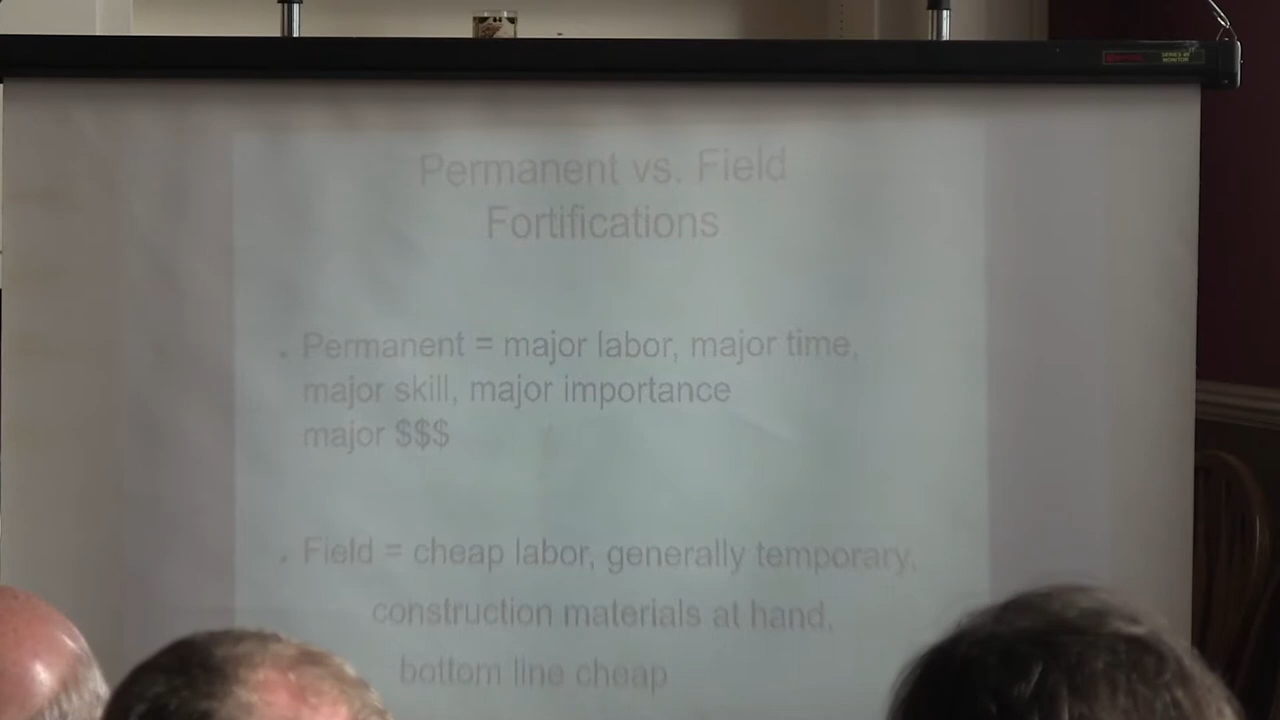 Permanent vs. Field
Fortifications
. Permanent = major labor, major time,
major skill, major importance
major $$$
. Field = cheap labor, generally temporary,
construction materials at hand,
bottom line cheap
MONITOR